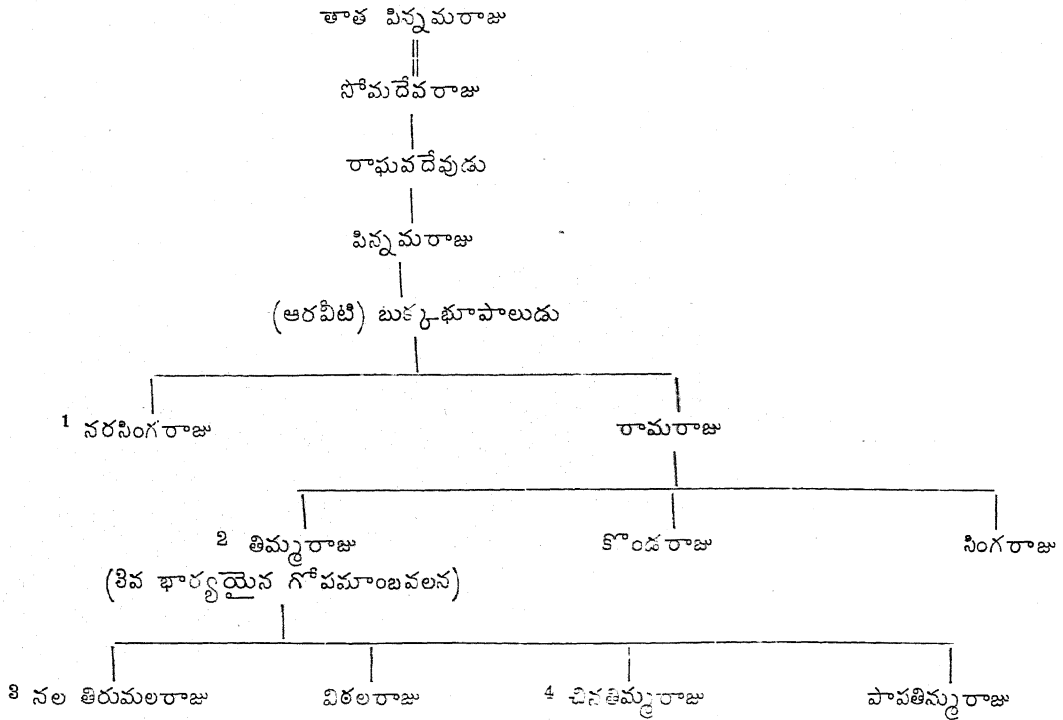 తాత పిన్నమరాజు
సోమదేవరాజు
రాఘవదేవుడు
పిన్నమరాజు
(ఆరవీటి) బుక్కభూపాలుడు
1 నరసింగరాజు రామరాజు
2 తిమ్మరాజు కొండరాజు సింగరాజు
(3వ భార్యయైన గోపమాంబవలన)
3 నల తిరుమలరాజు విఠలరాజు 4 చినతిమ్మరాజు పాపతిమ్మరాజు